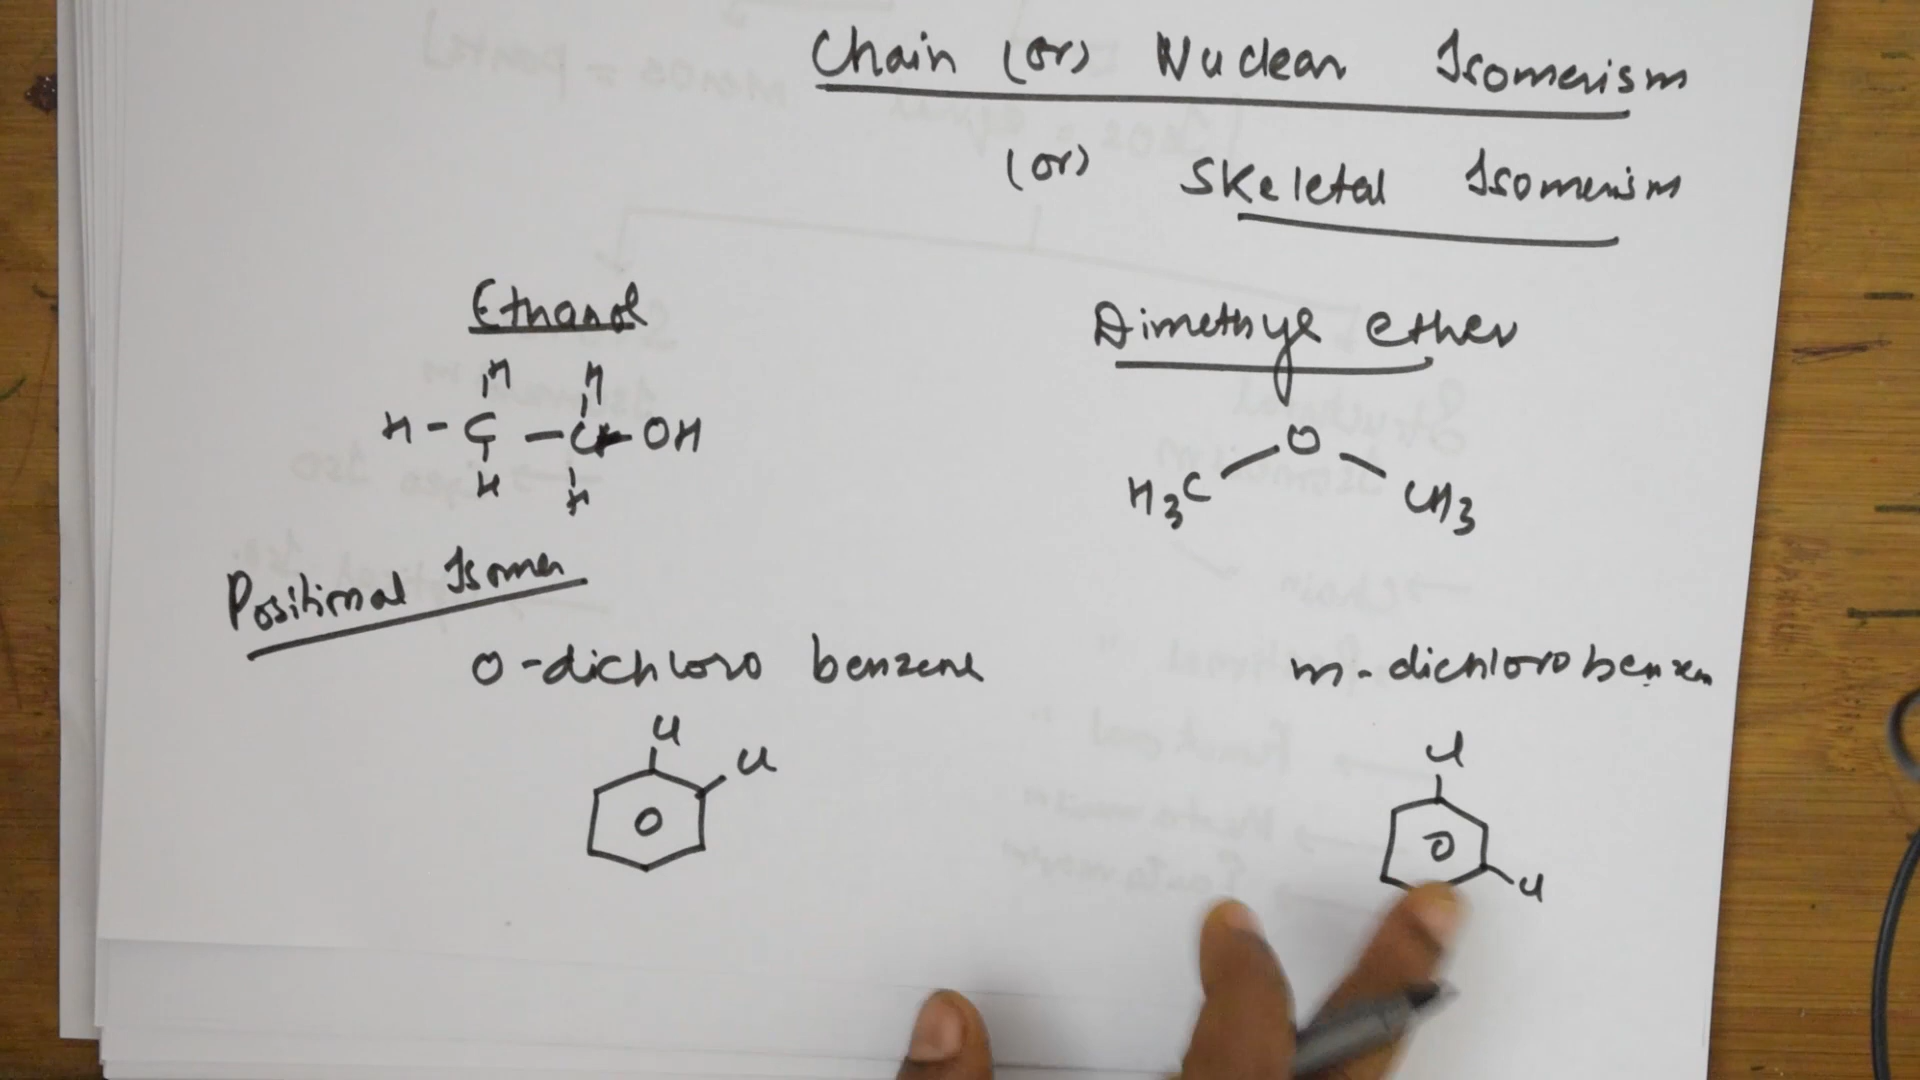 Chain (or) Nuclear Isomerism
(or) Skeletal Isomerism
Ethanol
Dimethyl ether
H H
H - C - C - OH
H H
O
H3C CH3
Positional Isomer
o-dichloro benzene
m-dichlorobenzen
Cl
Cl
Cl
Cl